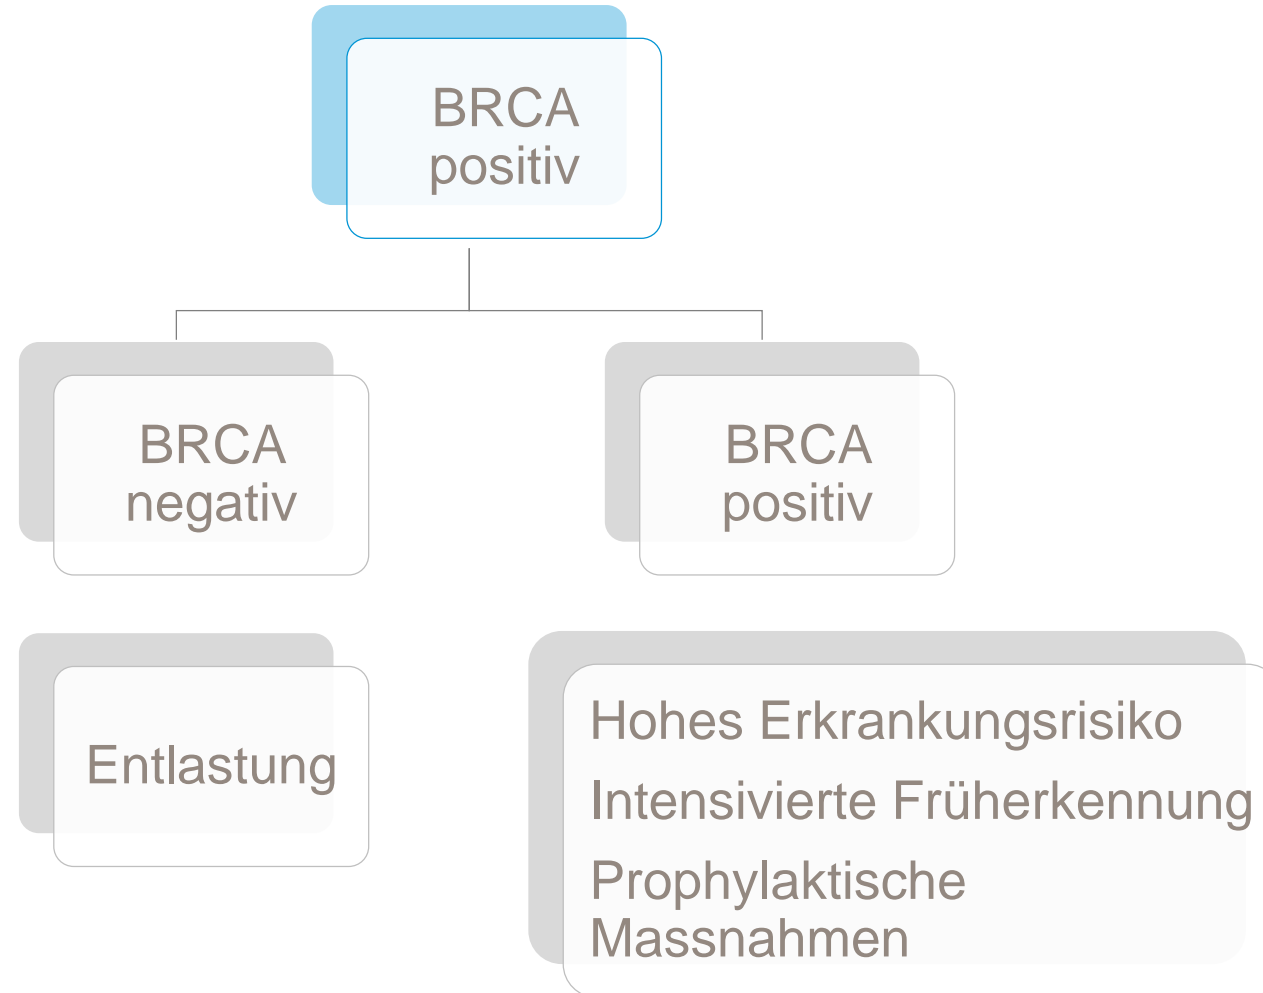 BRCA
positiv
BRCA
negativ
BRCA
positiv
Entlastung
Hohes Erkrankungsrisiko
Intensivierte Früherkennung
Prophylaktische
Massnahmen